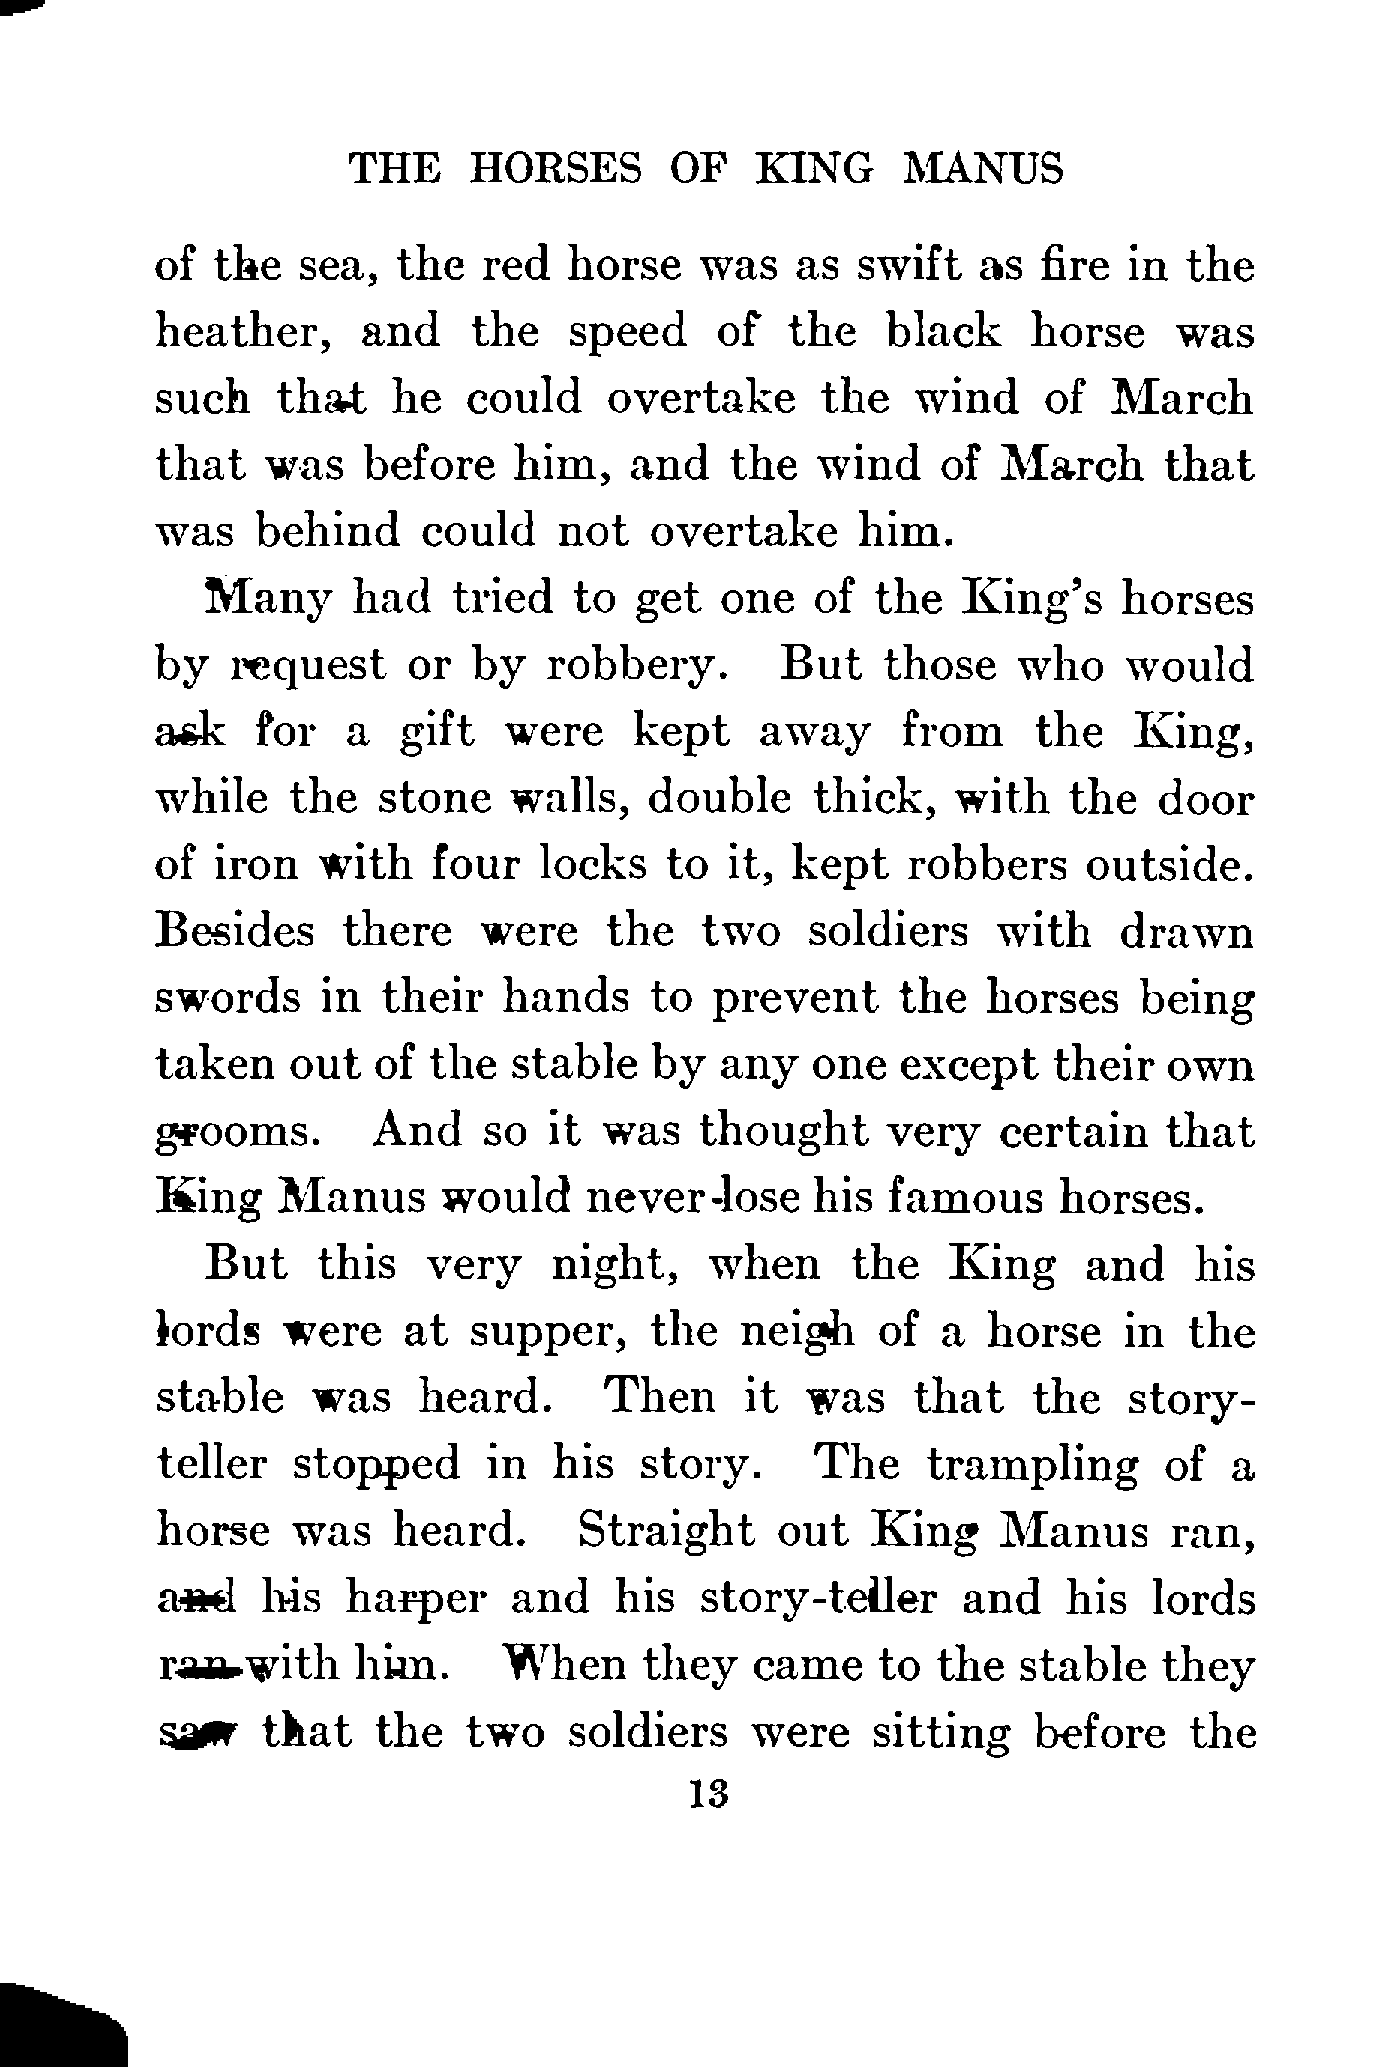 THE HORSES OF KING MANUS
of the sea, the red horse was as swift as fire in the
heather, and the speed of the black horse was
such that he could overtake the wind of March
that was before him, and the wind of March that
was behind could not overtake him.
Many had tried to get one of the King's horses
by request or by robbery. But those who would
ask for a gift were kept away from the King,
while the stone walls, double thick, with the door
of iron with four locks to it, kept robbers outside.
Besides there were the two soldiers with drawn
swords in their hands to prevent the horses being
taken out of the stable by any one except their own
grooms. And so it was thought very certain that
King Manus would never lose his famous horses.
But this very night, when the King and his
lords were at supper, the neigh of a horse in the
stable was heard. Then it was that the story-
teller stopped in his story. The trampling of a
horse was heard. Straight out King Manus ran,
and his harper and his story-teller and his lords
ran with him. When they came to the stable they
saw that the two soldiers were sitting before the
13